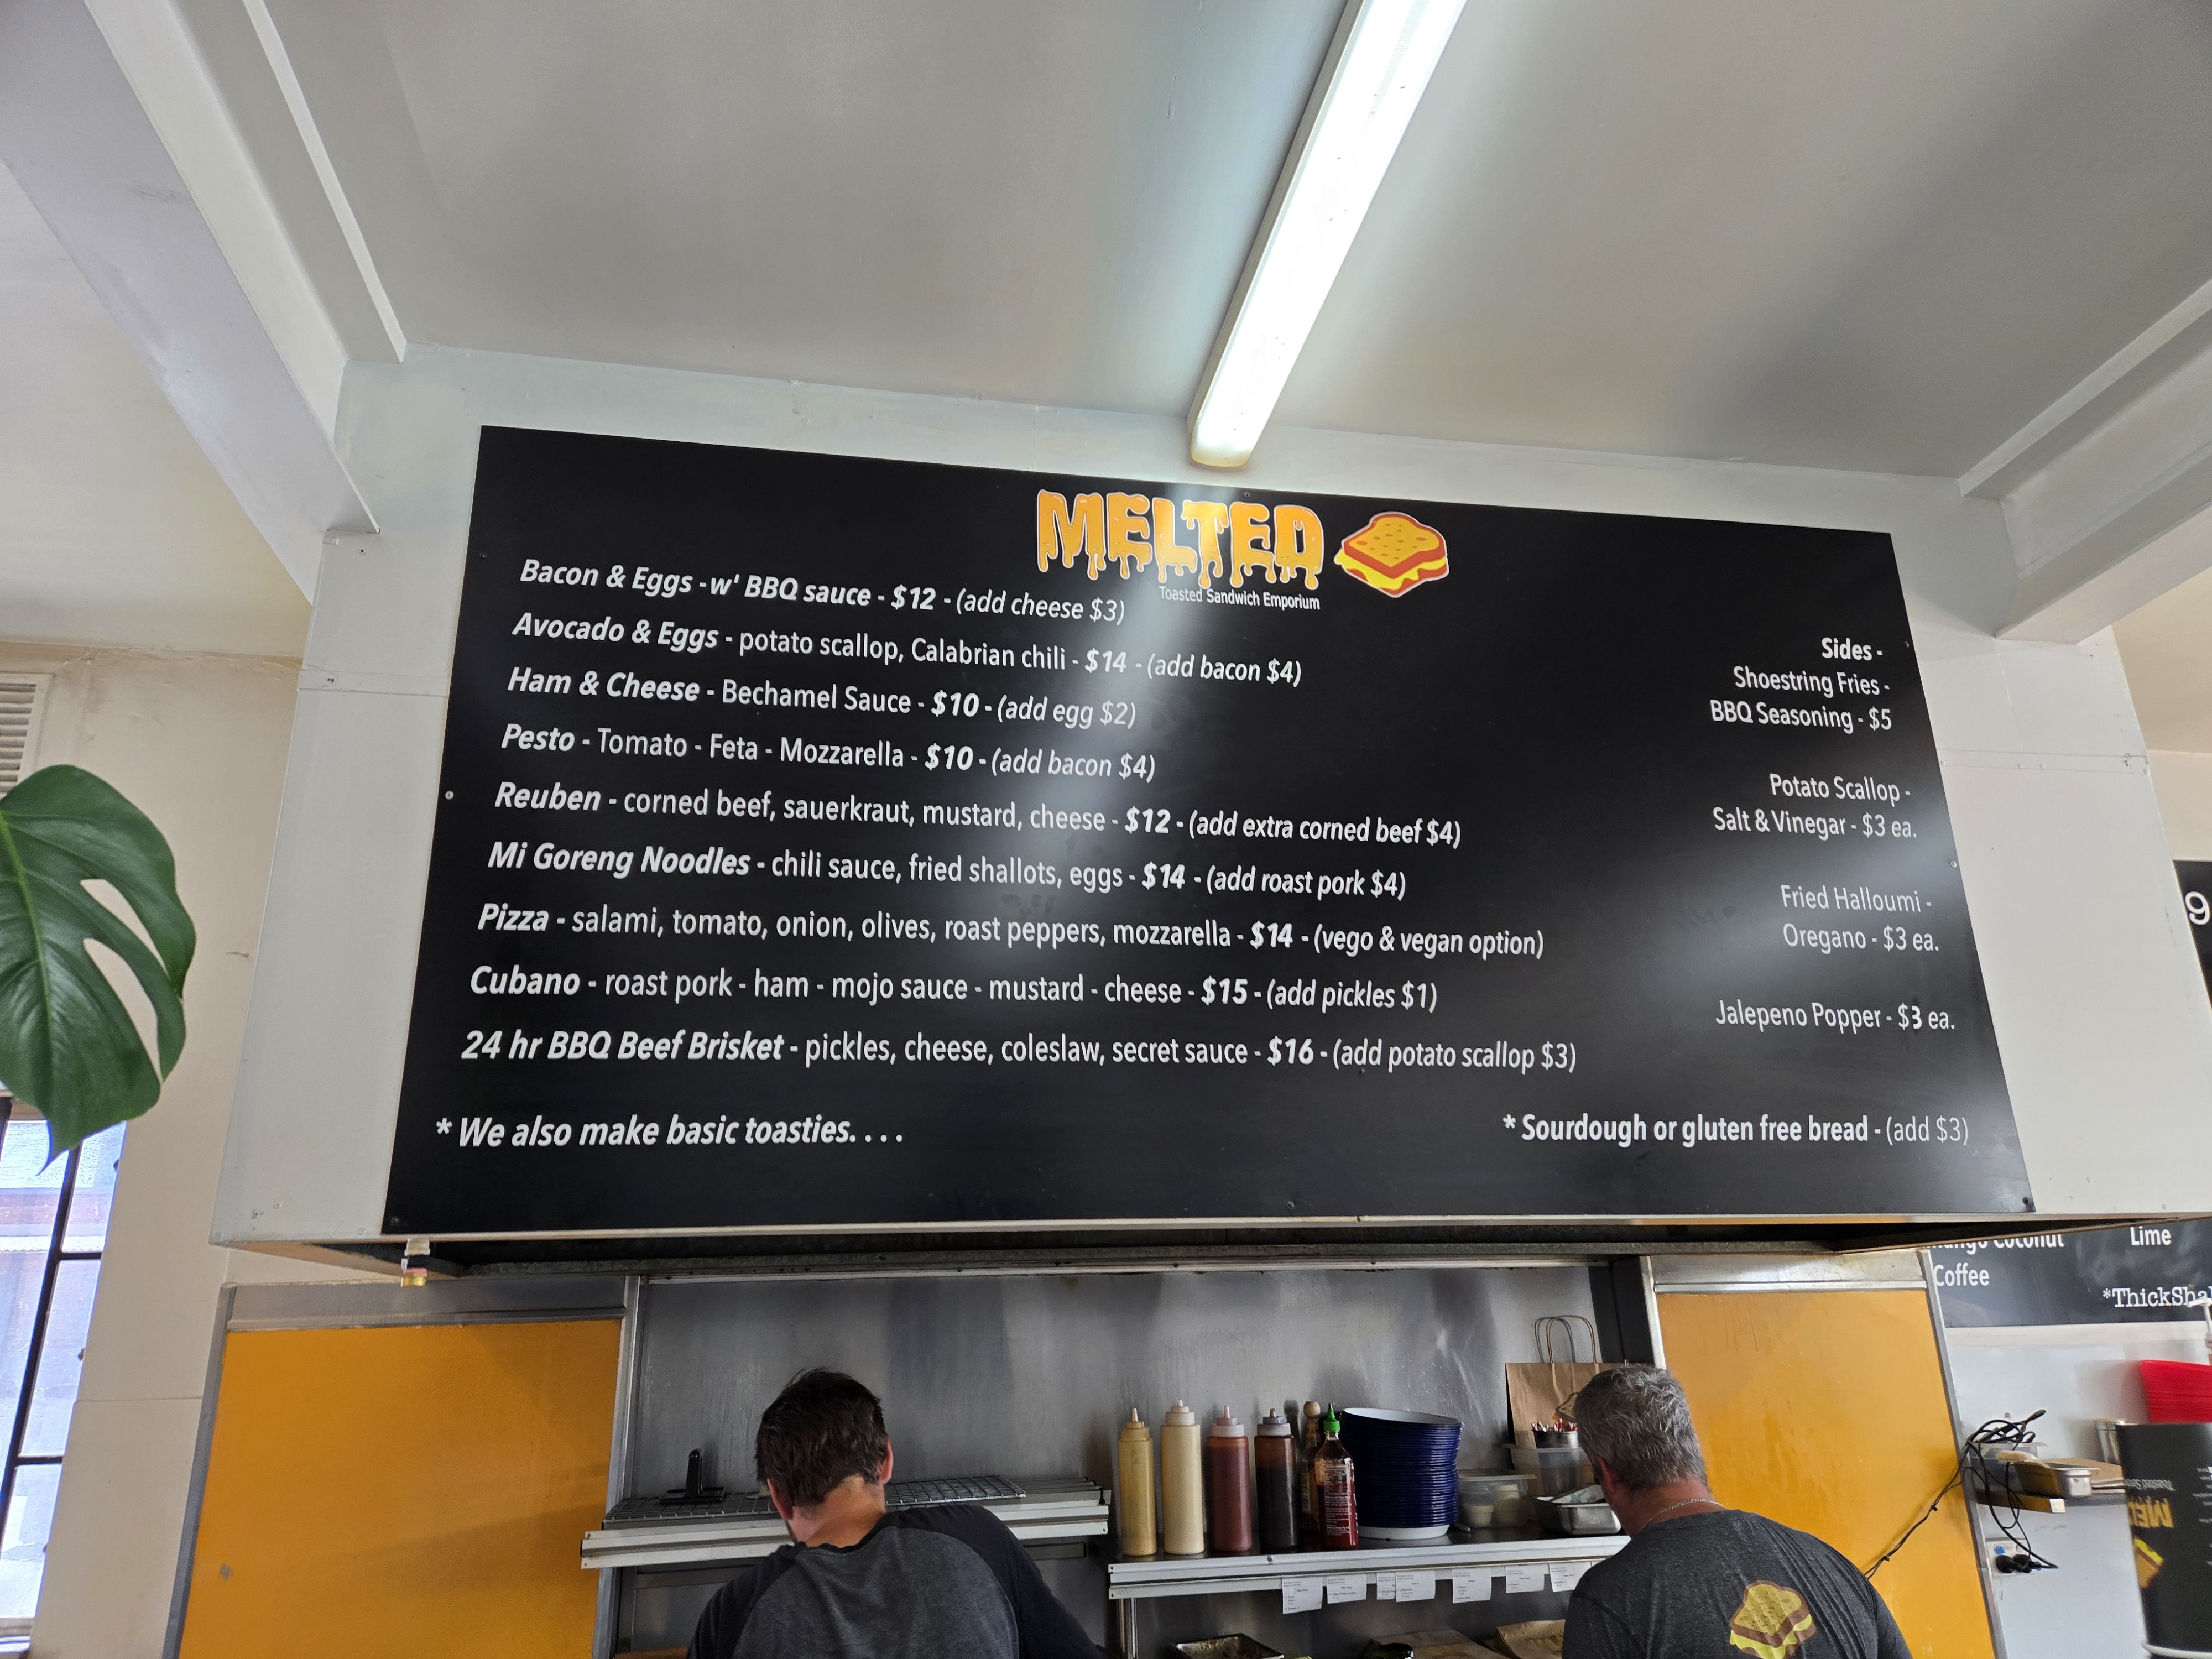 MELTED
Toasted Sandwich Emporium
Bacon & Eggs -w' BBQ sauce - $12 - (add cheese $3)
Avocado & Eggs - potato scallop, Calabrian chili - $14 - (add bacon $4)
Ham & Cheese - Bechamel Sauce - $10 - (add egg $2)
Pesto - Tomato - Feta - Mozzarella - $10 - (add bacon $4)
Reuben - corned beef, sauerkraut, mustard, cheese - $12 - (add extra corned beef $4)
Mi Goreng Noodles - chili sauce, fried shallots, eggs - $14 - (add roast pork $4)
Pizza - salami, tomato, onion, olives, roast peppers, mozzarella - $14 - (vego & vegan option)
Cubano - roast pork - ham - mojo sauce - mustard - cheese - $15 - (add pickles $1)
24 hr BBQ Beef Brisket - pickles, cheese, coleslaw, secret sauce - $16 - (add potato scallop $3)
* We also make basic toasties. . . .
Sides -
Shoestring Fries -
BBQ Seasoning - $5
Potato Scallop -
Salt & Vinegar - $3 ea.
Fried Halloumi -
Oregano - $3 ea.
Jalepeno Popper - $3 ea.
* Sourdough or gluten free bread - (add $3)
9
Coconut
Lime
Coffee
*ThickSha